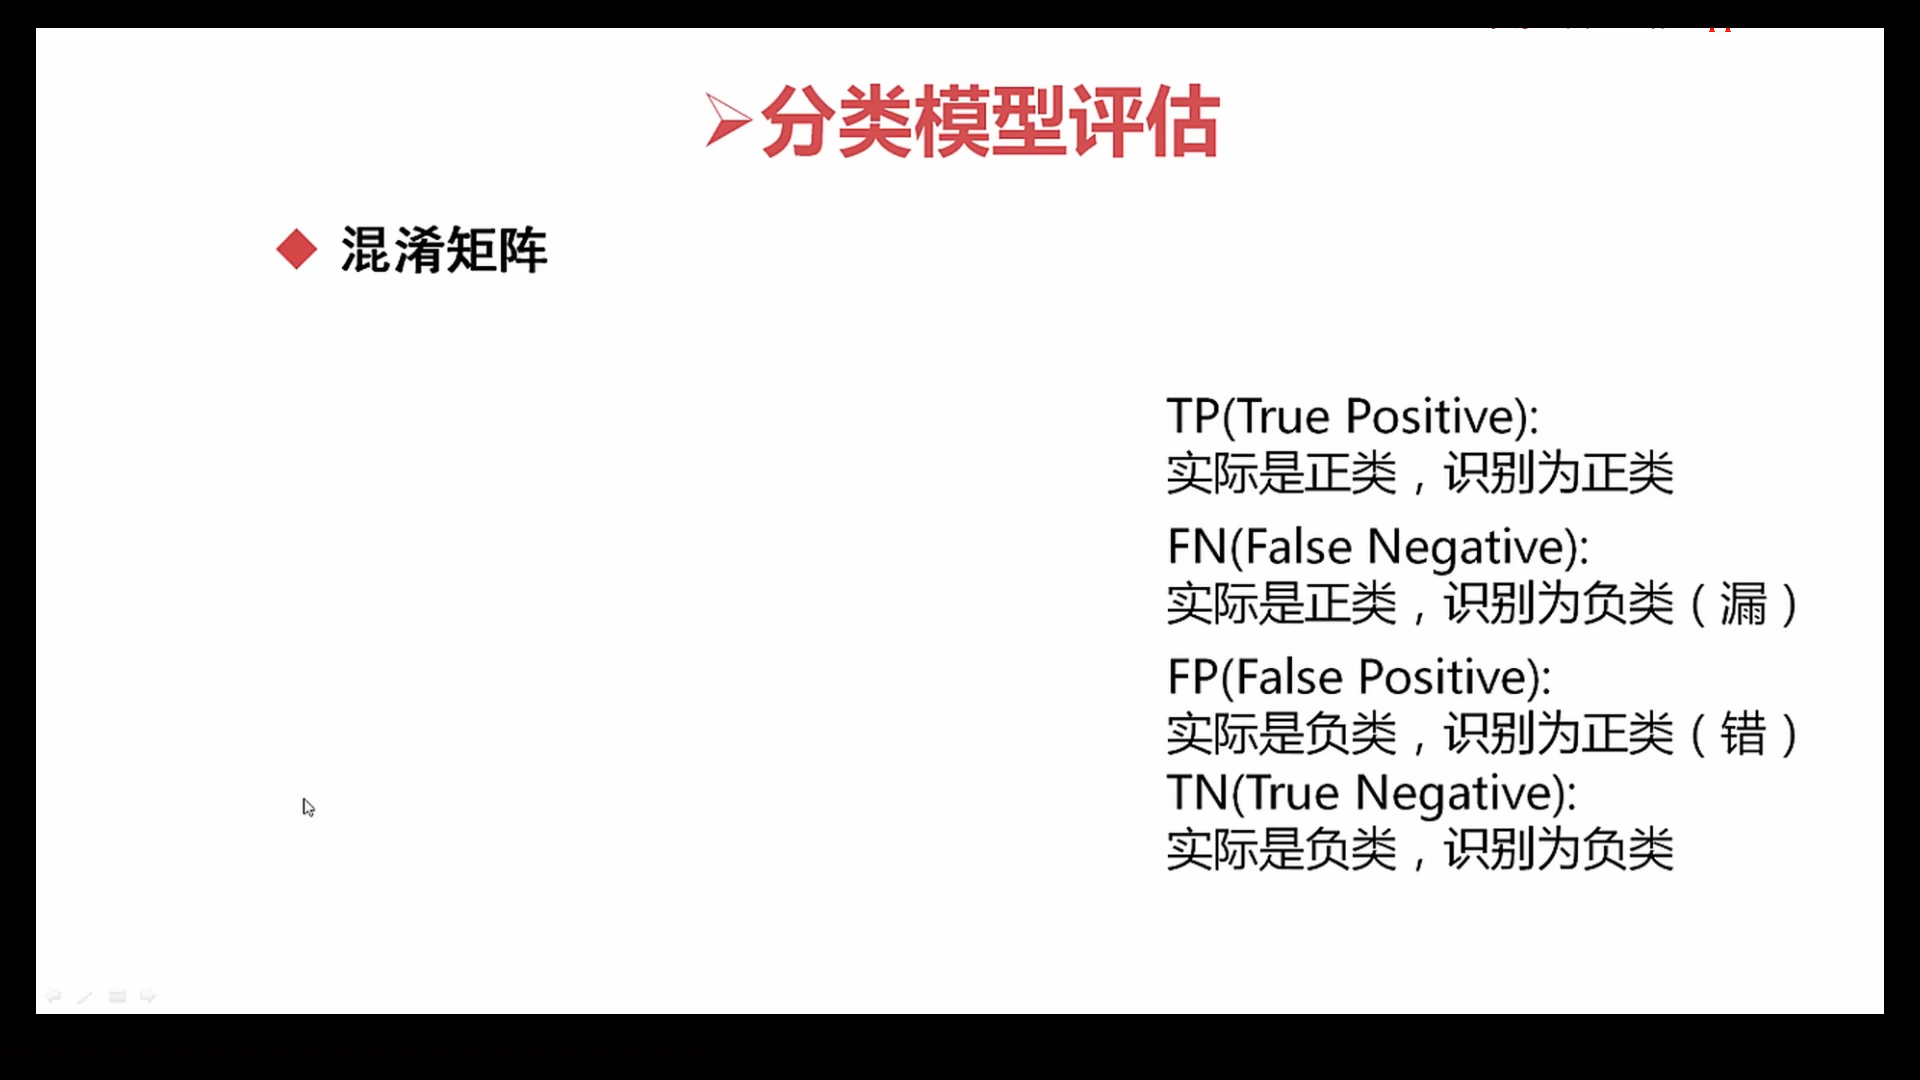 分类模型评估
混淆矩阵
TP(True Positive):
实际是正类，识别为正类
FN(False Negative):
实际是正类，识别为负类（漏）
FP(False Positive):
实际是负类，识别为正类（错）
TN(True Negative):
实际是负类，识别为负类